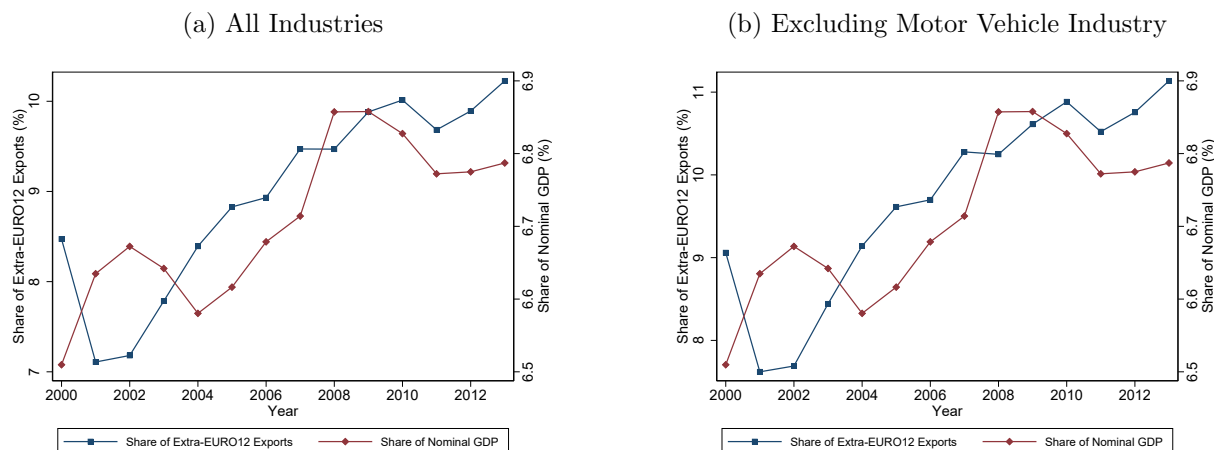 (a) All Industries
Share of Extra-EURO12 Exports (%)
10
9
8
7
Share of Nominal GDP (%)
6.9
6.8
6.7
6.6
6.5
2000 2002 2004 2006 2008 2010 2012
Year
Share of Extra-EURO12 Exports Share of Nominal GDP
(b) Excluding Motor Vehicle Industry
Share of Extra-EURO12 Exports (%)
11
10
9
8
Share of Nominal GDP (%)
6.9
6.8
6.7
6.6
6.5
2000 2002 2004 2006 2008 2010 2012
Year
Share of Extra-EURO12 Exports Share of Nominal GDP